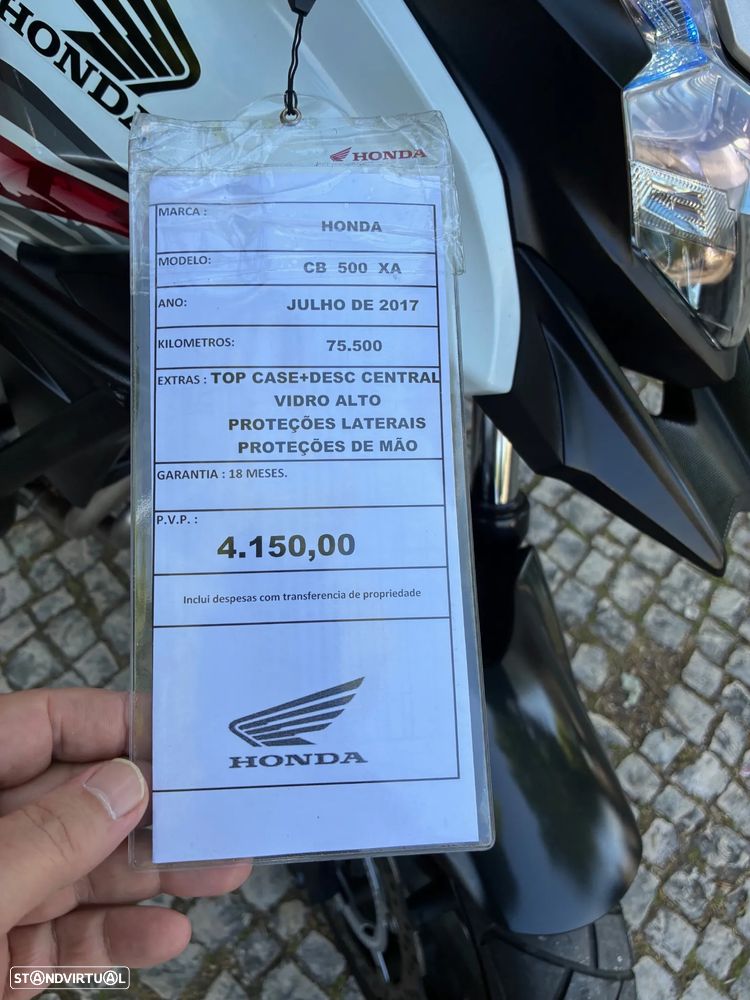 HONDA
HONDA
MARCA : HONDA
MODELO: CB 500 XA
ANO: JULHO DE 2017
KILOMETROS: 75.500
EXTRAS : TOP CASE+DESC CENTRAL
VIDRO ALTO
PROTEÇÕES LATERAIS
PROTEÇÕES DE MÃO
GARANTIA : 18 MESES.
P.V.P. :
4.150,00
Inclui despesas com transferencia de propriedade
HONDA
STANDVIRTUAL